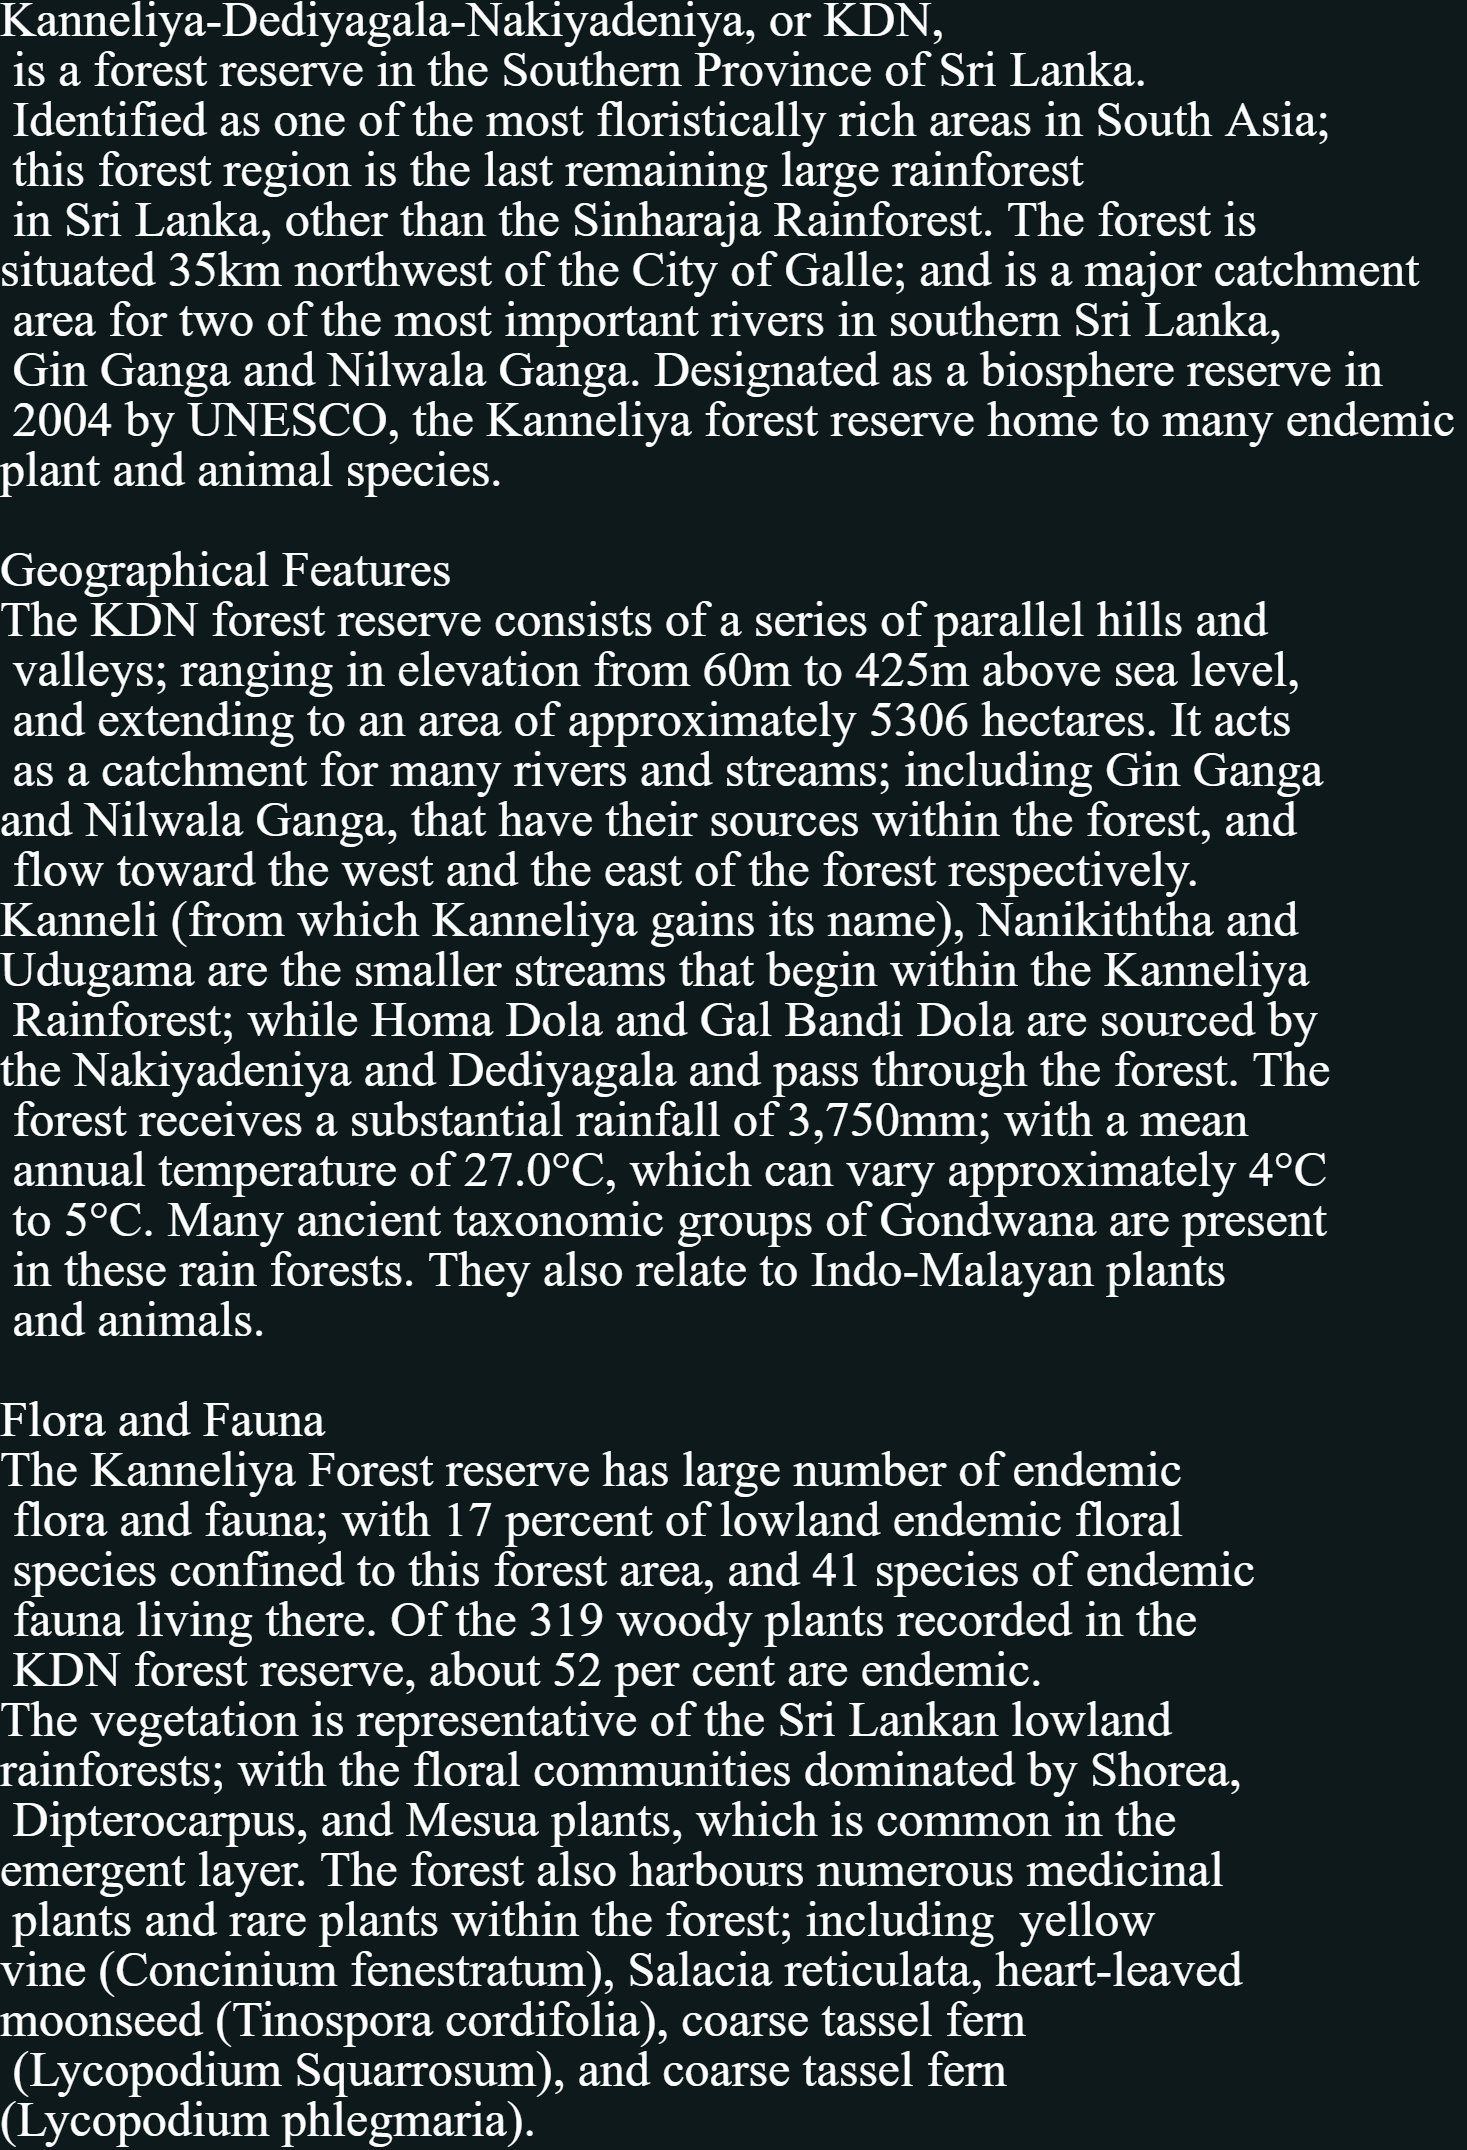 Kanneliya-Dediyagala-Nakiyadeniya, or KDN,
is a forest reserve in the Southern Province of Sri Lanka.
Identified as one of the most floristically rich areas in South Asia;
this forest region is the last remaining large rainforest
in Sri Lanka, other than the Sinharaja Rainforest. The forest is
situated 35km northwest of the City of Galle; and is a major catchment
area for two of the most important rivers in southern Sri Lanka,
Gin Ganga and Nilwala Ganga. Designated as a biosphere reserve in
2004 by UNESCO, the Kanneliya forest reserve home to many endemic
plant and animal species.

Geographical Features
The KDN forest reserve consists of a series of parallel hills and
valleys; ranging in elevation from 60m to 425m above sea level,
and extending to an area of approximately 5306 hectares. It acts
as a catchment for many rivers and streams; including Gin Ganga
and Nilwala Ganga, that have their sources within the forest, and
flow toward the west and the east of the forest respectively.
Kanneli (from which Kanneliya gains its name), Nanikiththa and
Udugama are the smaller streams that begin within the Kanneliya
Rainforest; while Homa Dola and Gal Bandi Dola are sourced by
the Nakiyadeniya and Dediyagala and pass through the forest. The
forest receives a substantial rainfall of 3,750mm; with a mean
annual temperature of 27.0°C, which can vary approximately 4°C
to 5°C. Many ancient taxonomic groups of Gondwana are present
in these rain forests. They also relate to Indo-Malayan plants
and animals.

Flora and Fauna
The Kanneliya Forest reserve has large number of endemic
flora and fauna; with 17 percent of lowland endemic floral
species confined to this forest area, and 41 species of endemic
fauna living there. Of the 319 woody plants recorded in the
KDN forest reserve, about 52 per cent are endemic.
The vegetation is representative of the Sri Lankan lowland
rainforests; with the floral communities dominated by Shorea,
Dipterocarpus, and Mesua plants, which is common in the
emergent layer. The forest also harbours numerous medicinal
plants and rare plants within the forest; including  yellow
vine (Concinium fenestratum), Salacia reticulata, heart-leaved
moonseed (Tinospora cordifolia), coarse tassel fern
(Lycopodium Squarrosum), and coarse tassel fern
(Lycopodium phlegmaria).